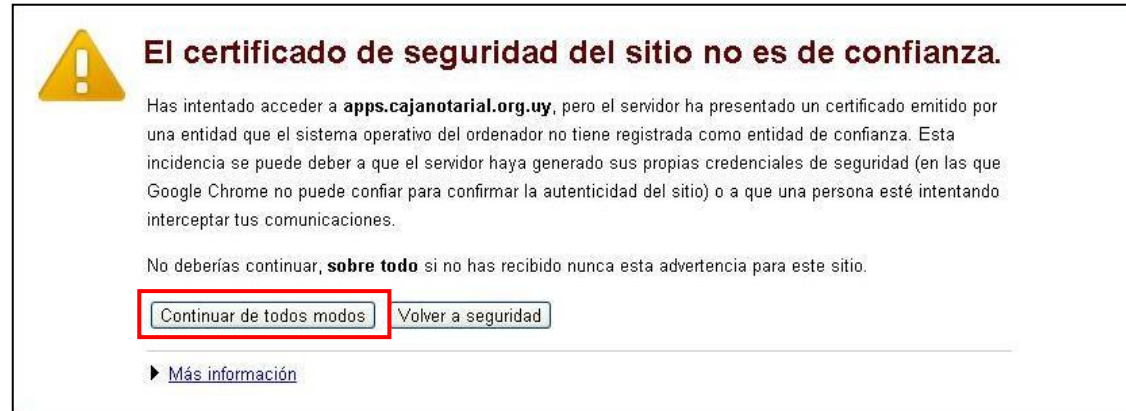 El certificado de seguridad del sitio no es de confianza.
Has intentado acceder a apps.cajanotarial.org.uy, pero el servidor ha presentado un certificado emitido por
una entidad que el sistema operativo del ordenador no tiene registrada como entidad de confianza. Esta
incidencia se puede deber a que el servidor haya generado sus propias credenciales de seguridad (en las que
Google Chrome no puede confiar para confirmar la autenticidad del sitio) o a que una persona esté intentando
interceptar tus comunicaciones.
No deberías continuar, sobre todo si no has recibido nunca esta advertencia para este sitio.
Continuar de todos modos Volver a seguridad
Más información